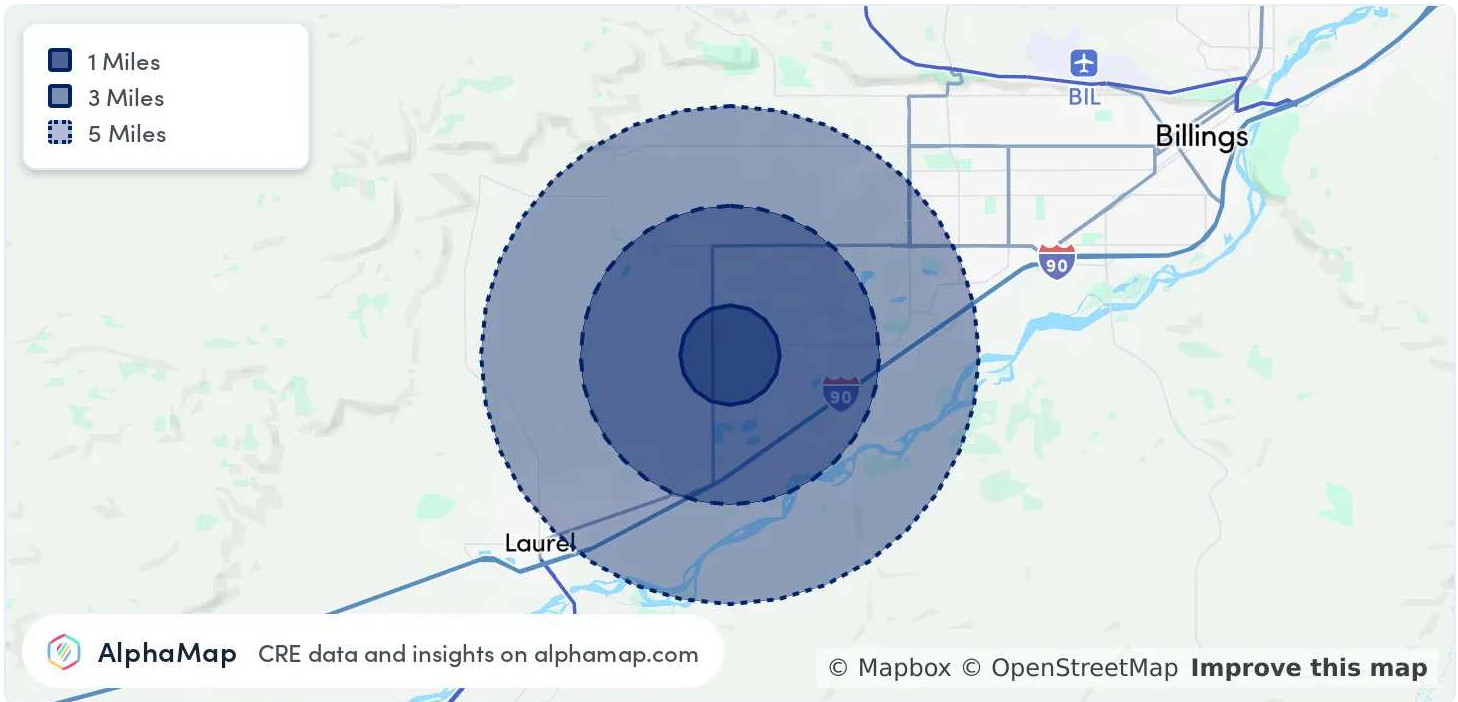 1 Miles
3 Miles
5 Miles
BIL
Billings
90
90
Laurel
AlphaMap CRE data and insights on alphamap.com
© Mapbox © OpenStreetMap Improve this map